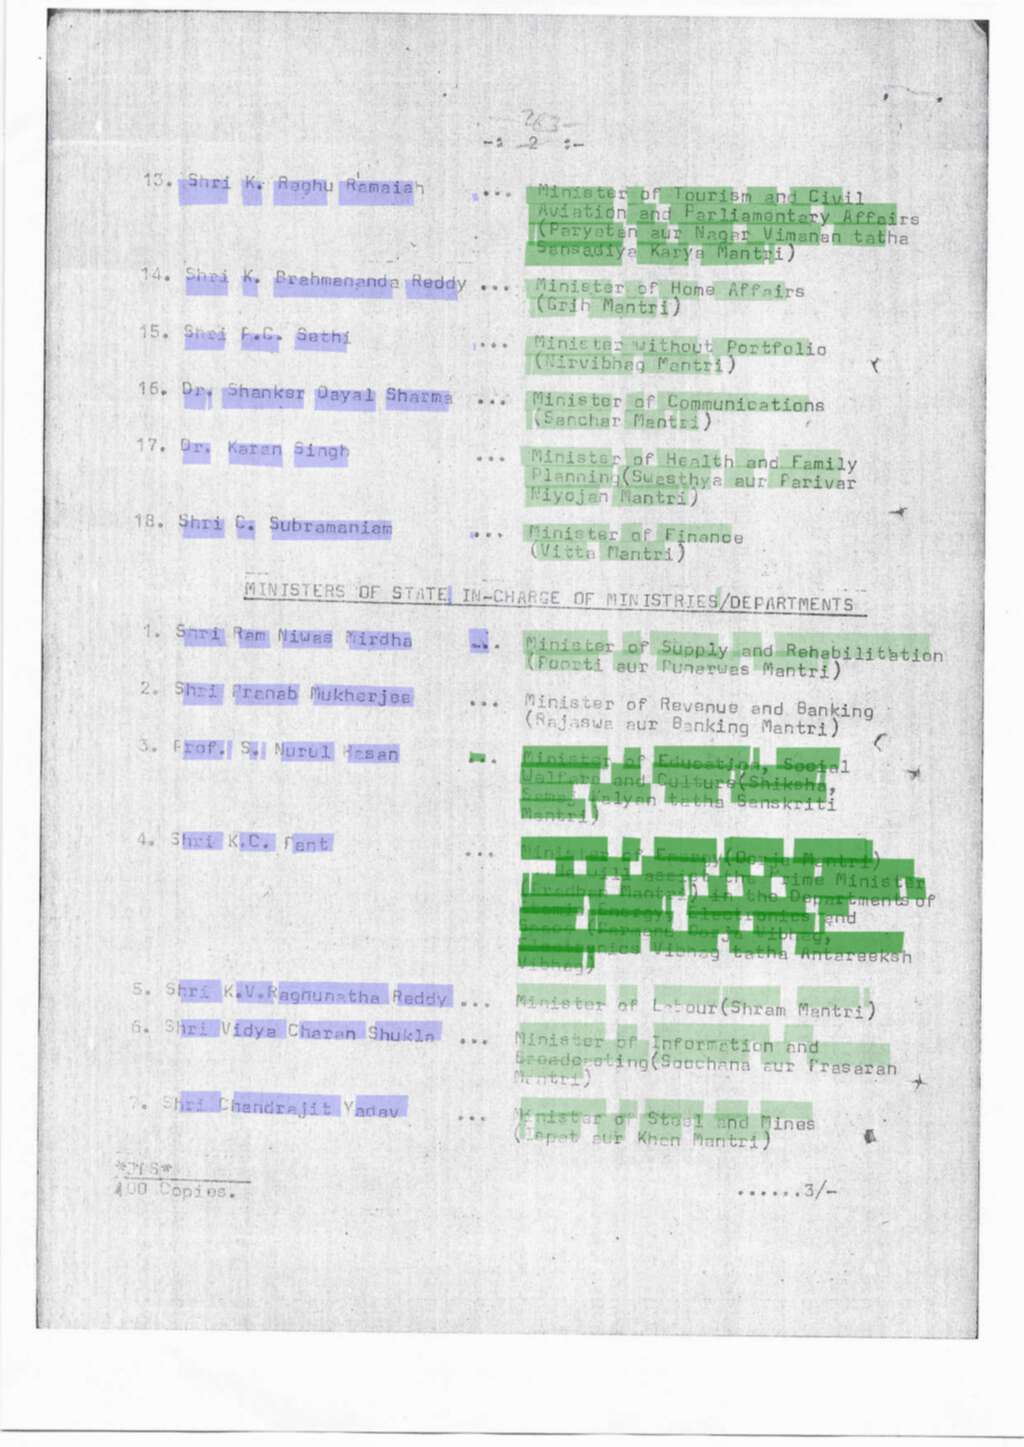 263
-: 2 :-
13. Shri K. Raghu Ramaiah ... Minister of Tourism and Civil
Aviation and Parliamentary Affairs
(Paryatan aur Nagar Vimanan tatha
Sansadiya Karya Mantri)
14. Shri K. Brahmananda Reddy ... Minister of Home Affairs
(Grih Mantri)
15. Shri P.C. Sethi ... Minister without Portfolio
(Nirvibhag Mantri)
16. Dr. Shanker Dayal Sharma ... Minister of Communications
(Sanchar Mantri)
17. Dr. Karan Singh ... Minister of Health and Family
Planning(Swasthya aur Parivar
Niyojan Mantri)
18. Shri C. Subramaniam ... Minister of Finance
(Vitta Mantri)
MINISTERS OF STATE IN-CHARGE OF MINISTRIES/DEPARTMENTS
1. Shri Ram Niwas Mirdha ... Minister of Supply and Rehabilitation
(Poorti aur Punarwas Mantri)
2. Shri Pranab Mukherjee ... Minister of Revenue and Banking
(Rajaswa aur Banking Mantri)
3. Prof. S. Nurul Hasan ... Minister of Education, Social
Welfare and Culture(Shiksha,
Samaj Kalyan tatha Sanskriti
Mantri)
4. Shri K.C. Pant ... Minister of Energy(Oorja Mantri)
will assist the Prime Minister
(Pradhan Mantri) in the Departments of
Energy, Electronics and
Oorja Vibhag,
Electronics Vibhag tatha Antareeksh
Vibhag)
5. Shri K.V.Raghunatha Reddy ... Minister of Labour(Shram Mantri)
6. Shri Vidya Charan Shukla ... Minister of Information and
Broadcasting(Soochana aur Prasaran
Mantri)
7. Shri Chandrajit Yadav ... Minister of Steel and Mines
(Ispat aur Khan Mantri)
400 Copies.
......3/-